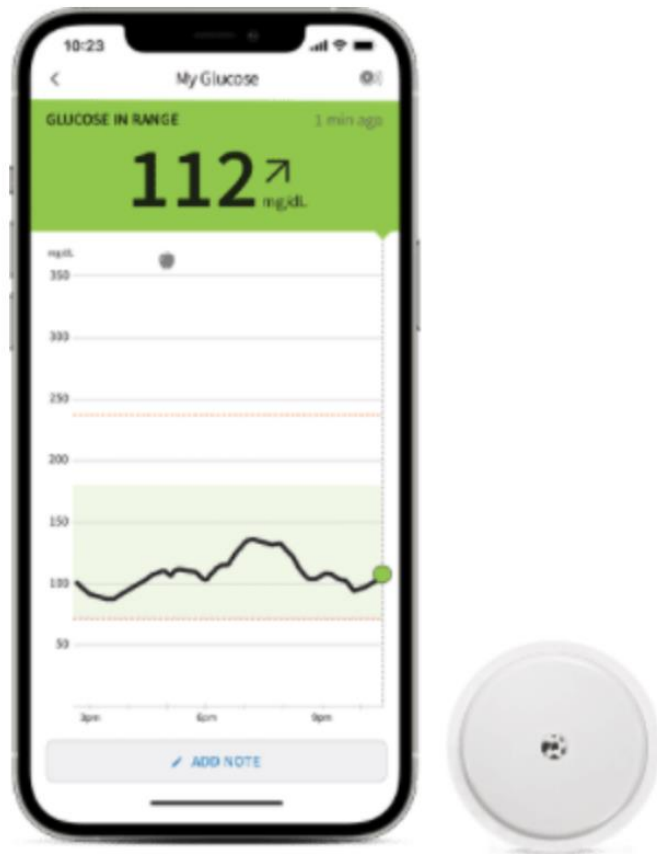 10:23
My Glucose
GLUCOSE IN RANGE
1 min ago
112
mg/dL
mg/dL
350
300
250
200
150
100
50
3pm
6pm
9pm
ADD NOTE